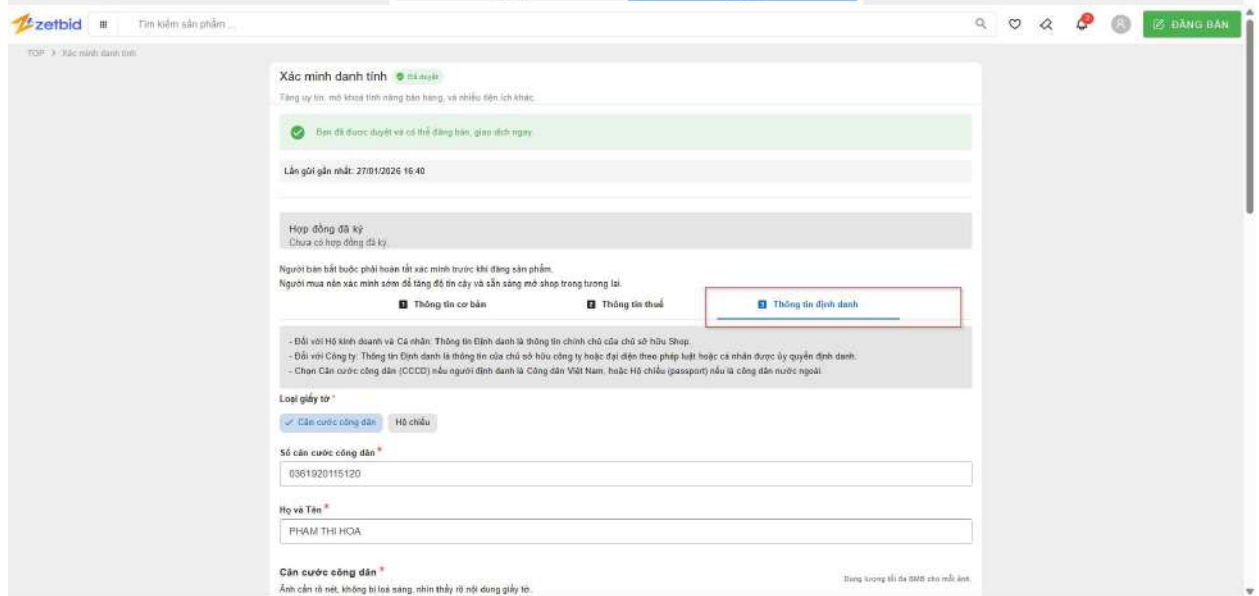 zetbid
Tìm kiếm sản phẩm ...
2
ĐĂNG BÁN
TOP > Xác minh danh tính
Xác minh danh tính Đã duyệt
Tăng uy tín, mở khoá tính năng bán hàng, và nhiều tiện ích khác.
Bạn đã được duyệt và có thể đăng bán, giao dịch ngay.
Lần gửi gần nhất: 27/01/2026 16:40
Hợp đồng đã ký
Chưa có hợp đồng đã ký.
Người bán bắt buộc phải hoàn tất xác minh trước khi đăng sản phẩm.
Người mua nên xác minh sớm để tăng độ tin cậy và sẵn sàng mở shop trong tương lai.
1 Thông tin cơ bản
2 Thông tin thuế
3 Thông tin định danh
- Đối với Hộ kinh doanh và Cá nhân: Thông tin Định danh là thông tin chính chủ của chủ sở hữu Shop.
- Đối với Công ty: Thông tin Định danh là thông tin của chủ sở hữu công ty hoặc đại diện theo pháp luật hoặc cá nhân được ủy quyền định danh.
- Chọn Căn cước công dân (CCCD) nếu người định danh là Công dân Việt Nam, hoặc Hộ chiếu (passport) nếu là công dân nước ngoài.
Loại giấy tờ *
Căn cước công dân
Hộ chiếu
Số căn cước công dân *
0361920115120
Họ và Tên *
PHAM THI HOA
Căn cước công dân *
Dung lượng tối đa 8MB cho mỗi ảnh.
Ảnh cần rõ nét, không bị loá sáng, nhìn thấy rõ nội dung giấy tờ.